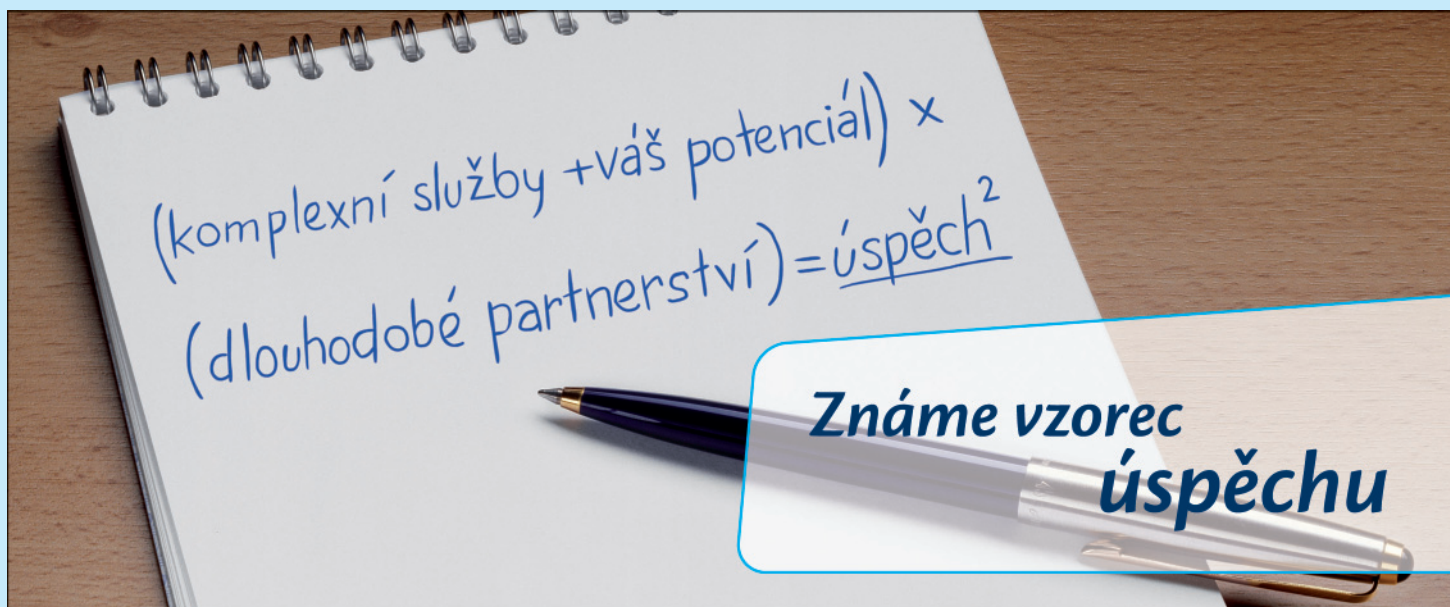 (komplexní služby +váš potenciál) x
(dlouhodobé partnerství)=úspěch²
Známe vzorec
úspěchu